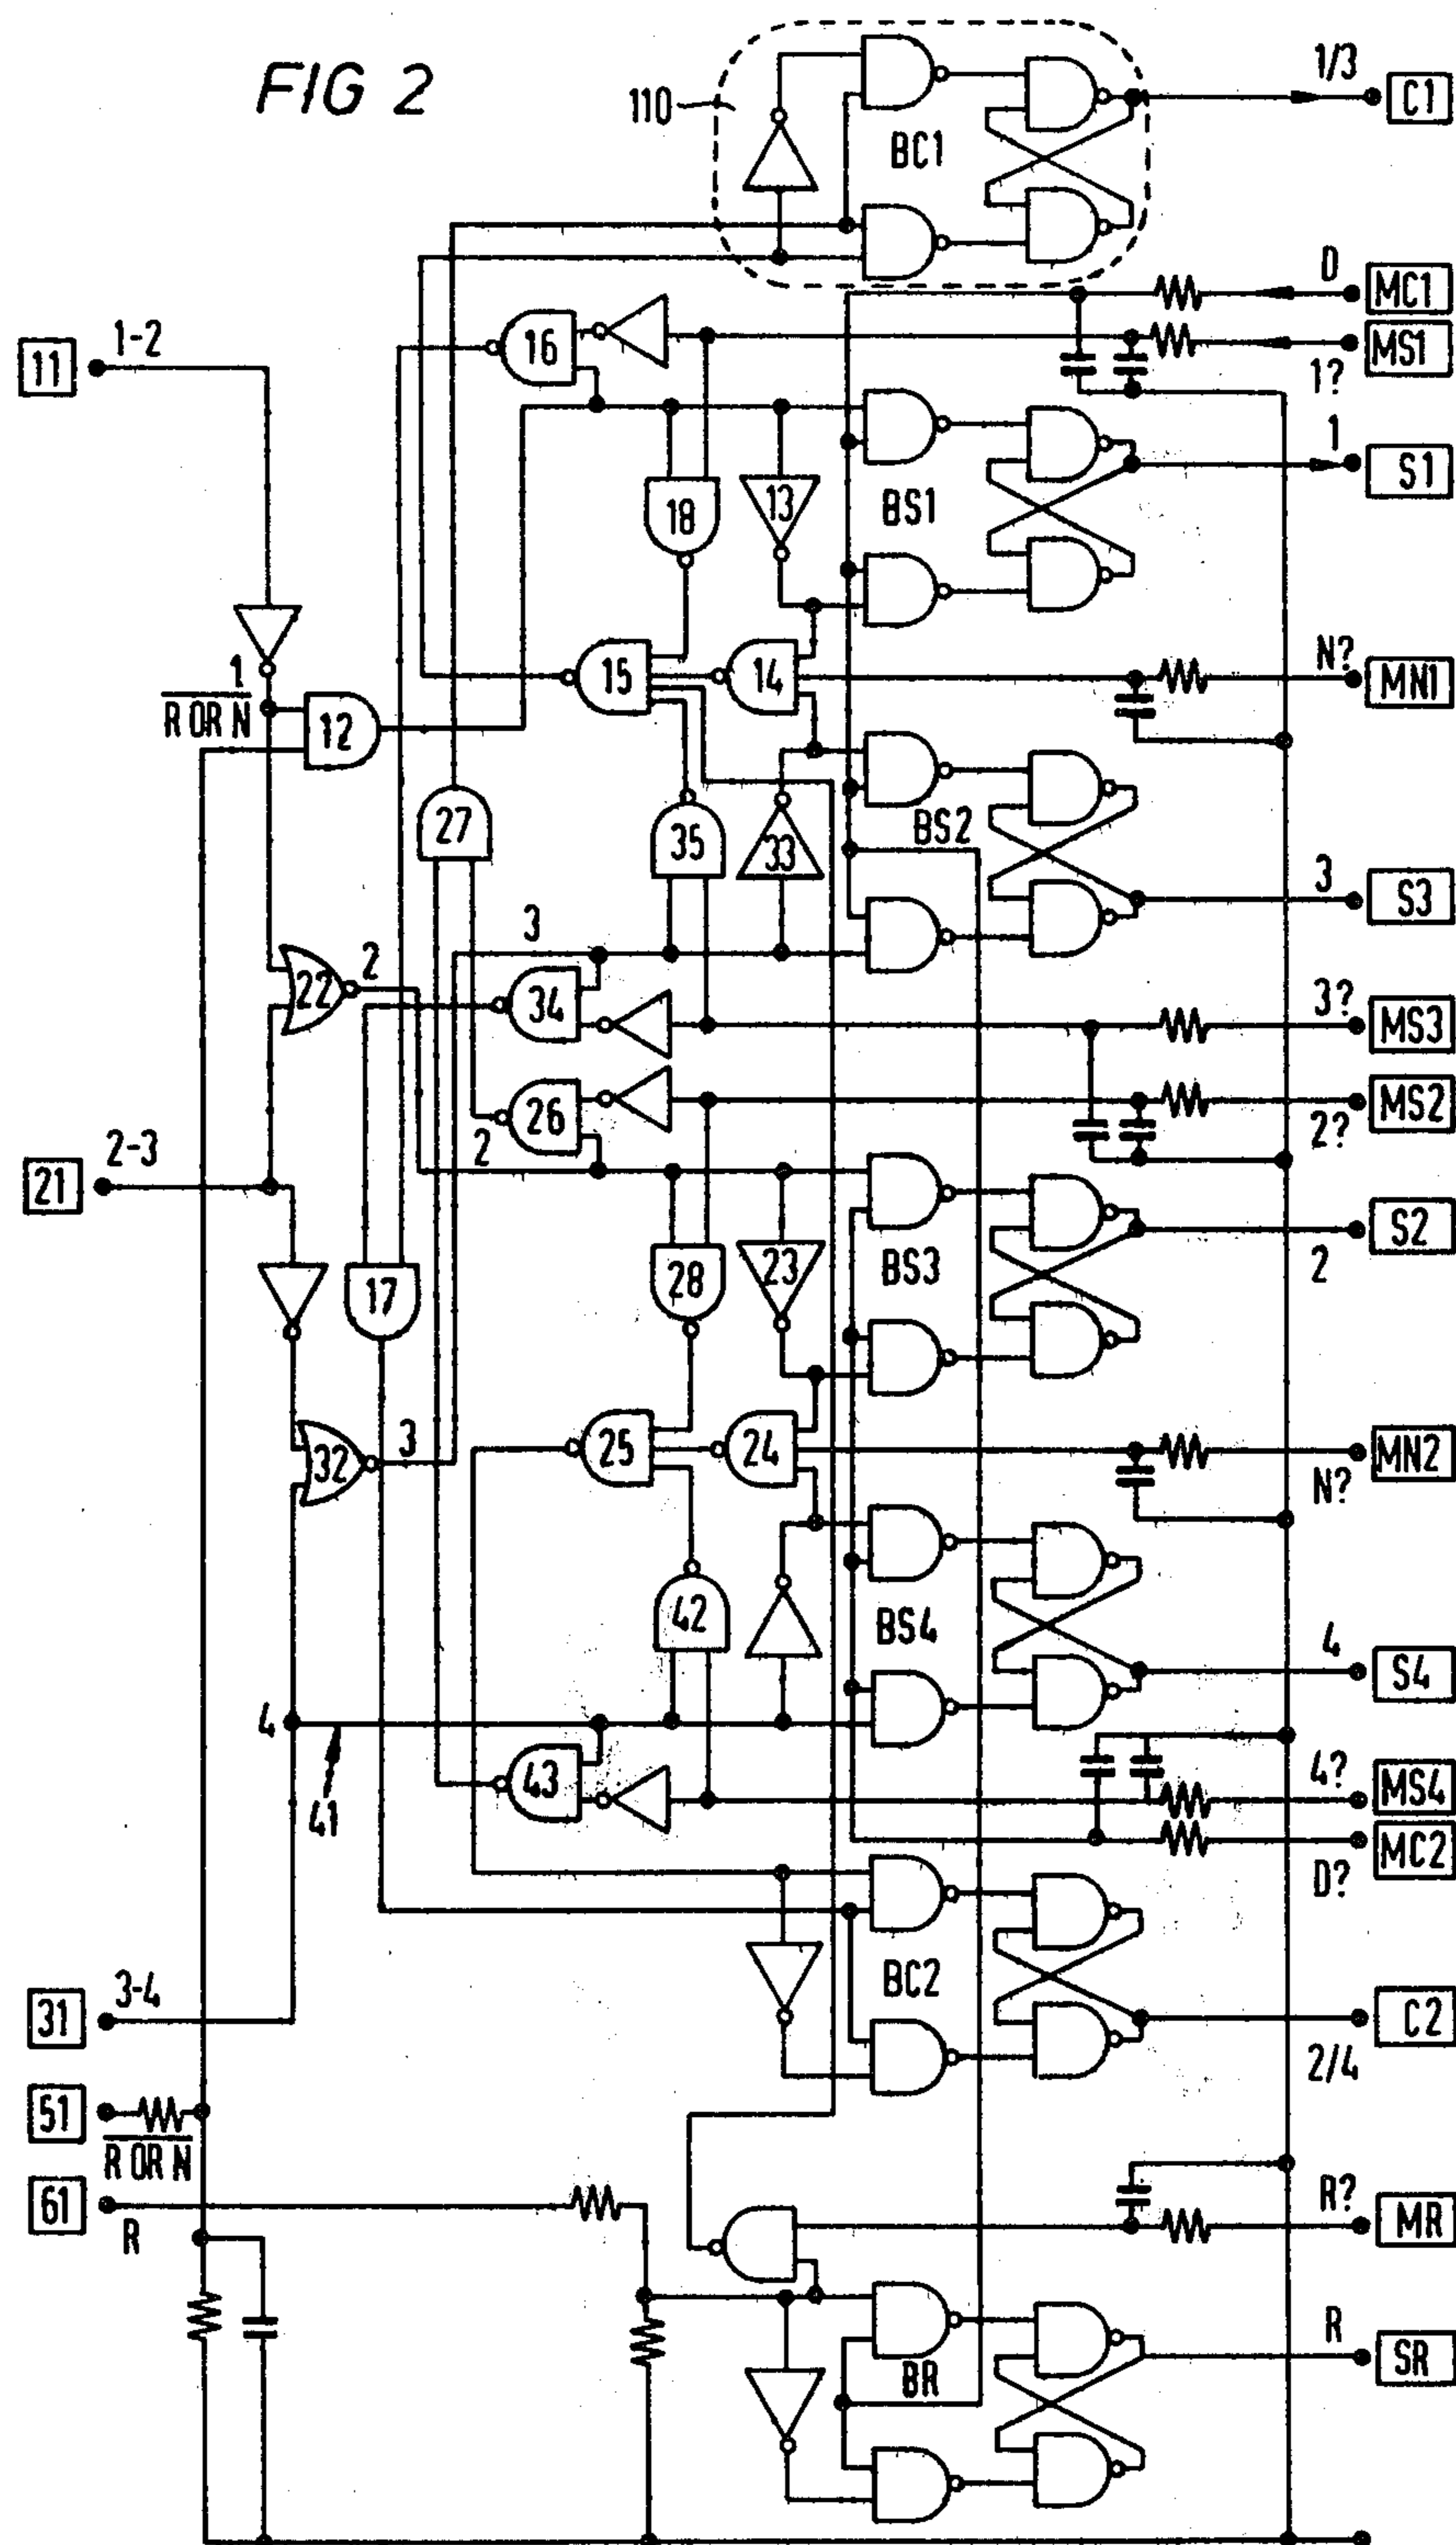 FIG 2
110
BC1
1/3
C1
D
MC1
MS1
1?
11
1-2
16
1
S1
18
13
BS1
15
14
N?
MN1
1
R OR N
12
27
35
33
BS2
3
S3
3
22
2
34
3?
MS3
26
MS2
2?
2
21
2-3
17
28
23
BS3
S2
2
32
3
25
24
MN2
N?
42
BS4
4
S4
4
41
43
4?
MS4
MC2
D?
BC2
31
3-4
C2
2/4
51
R OR N
61
R
R?
MR
BR
R
SR